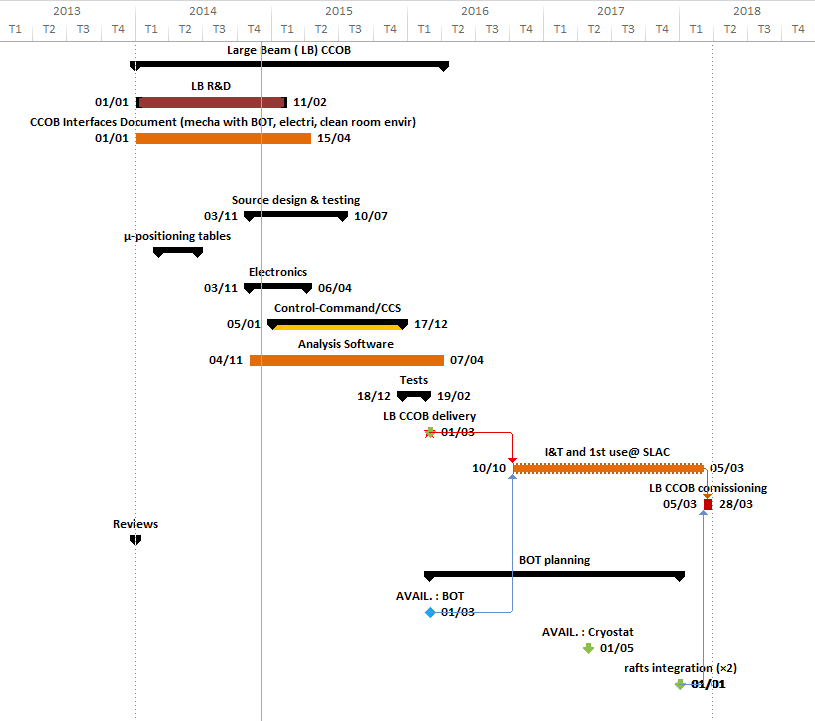 2013 2014 2015 2016 2017 2018
T1 T2 T3 T4 T1 T2 T3 T4 T1 T2 T3 T4 T1 T2 T3 T4 T1 T2 T3 T4 T1 T2 T3 T4
Large Beam ( LB) CCOB
LB R&D
01/01 11/02
CCOB Interfaces Document (mecha with BOT, electri, clean room envir)
01/01 15/04
Source design & testing
03/11 10/07
µ-positioning tables
Electronics
03/11 06/04
Control-Command/CCS
05/01 17/12
Analysis Software
04/11 07/04
Tests
18/12 19/02
LB CCOB delivery
01/03
I&T and 1st use@ SLAC
10/10 05/03
LB CCOB comissioning
05/03 28/03
Reviews
BOT planning
AVAIL. : BOT
01/03
AVAIL. : Cryostat
01/05
rafts integration (×2)
01/01